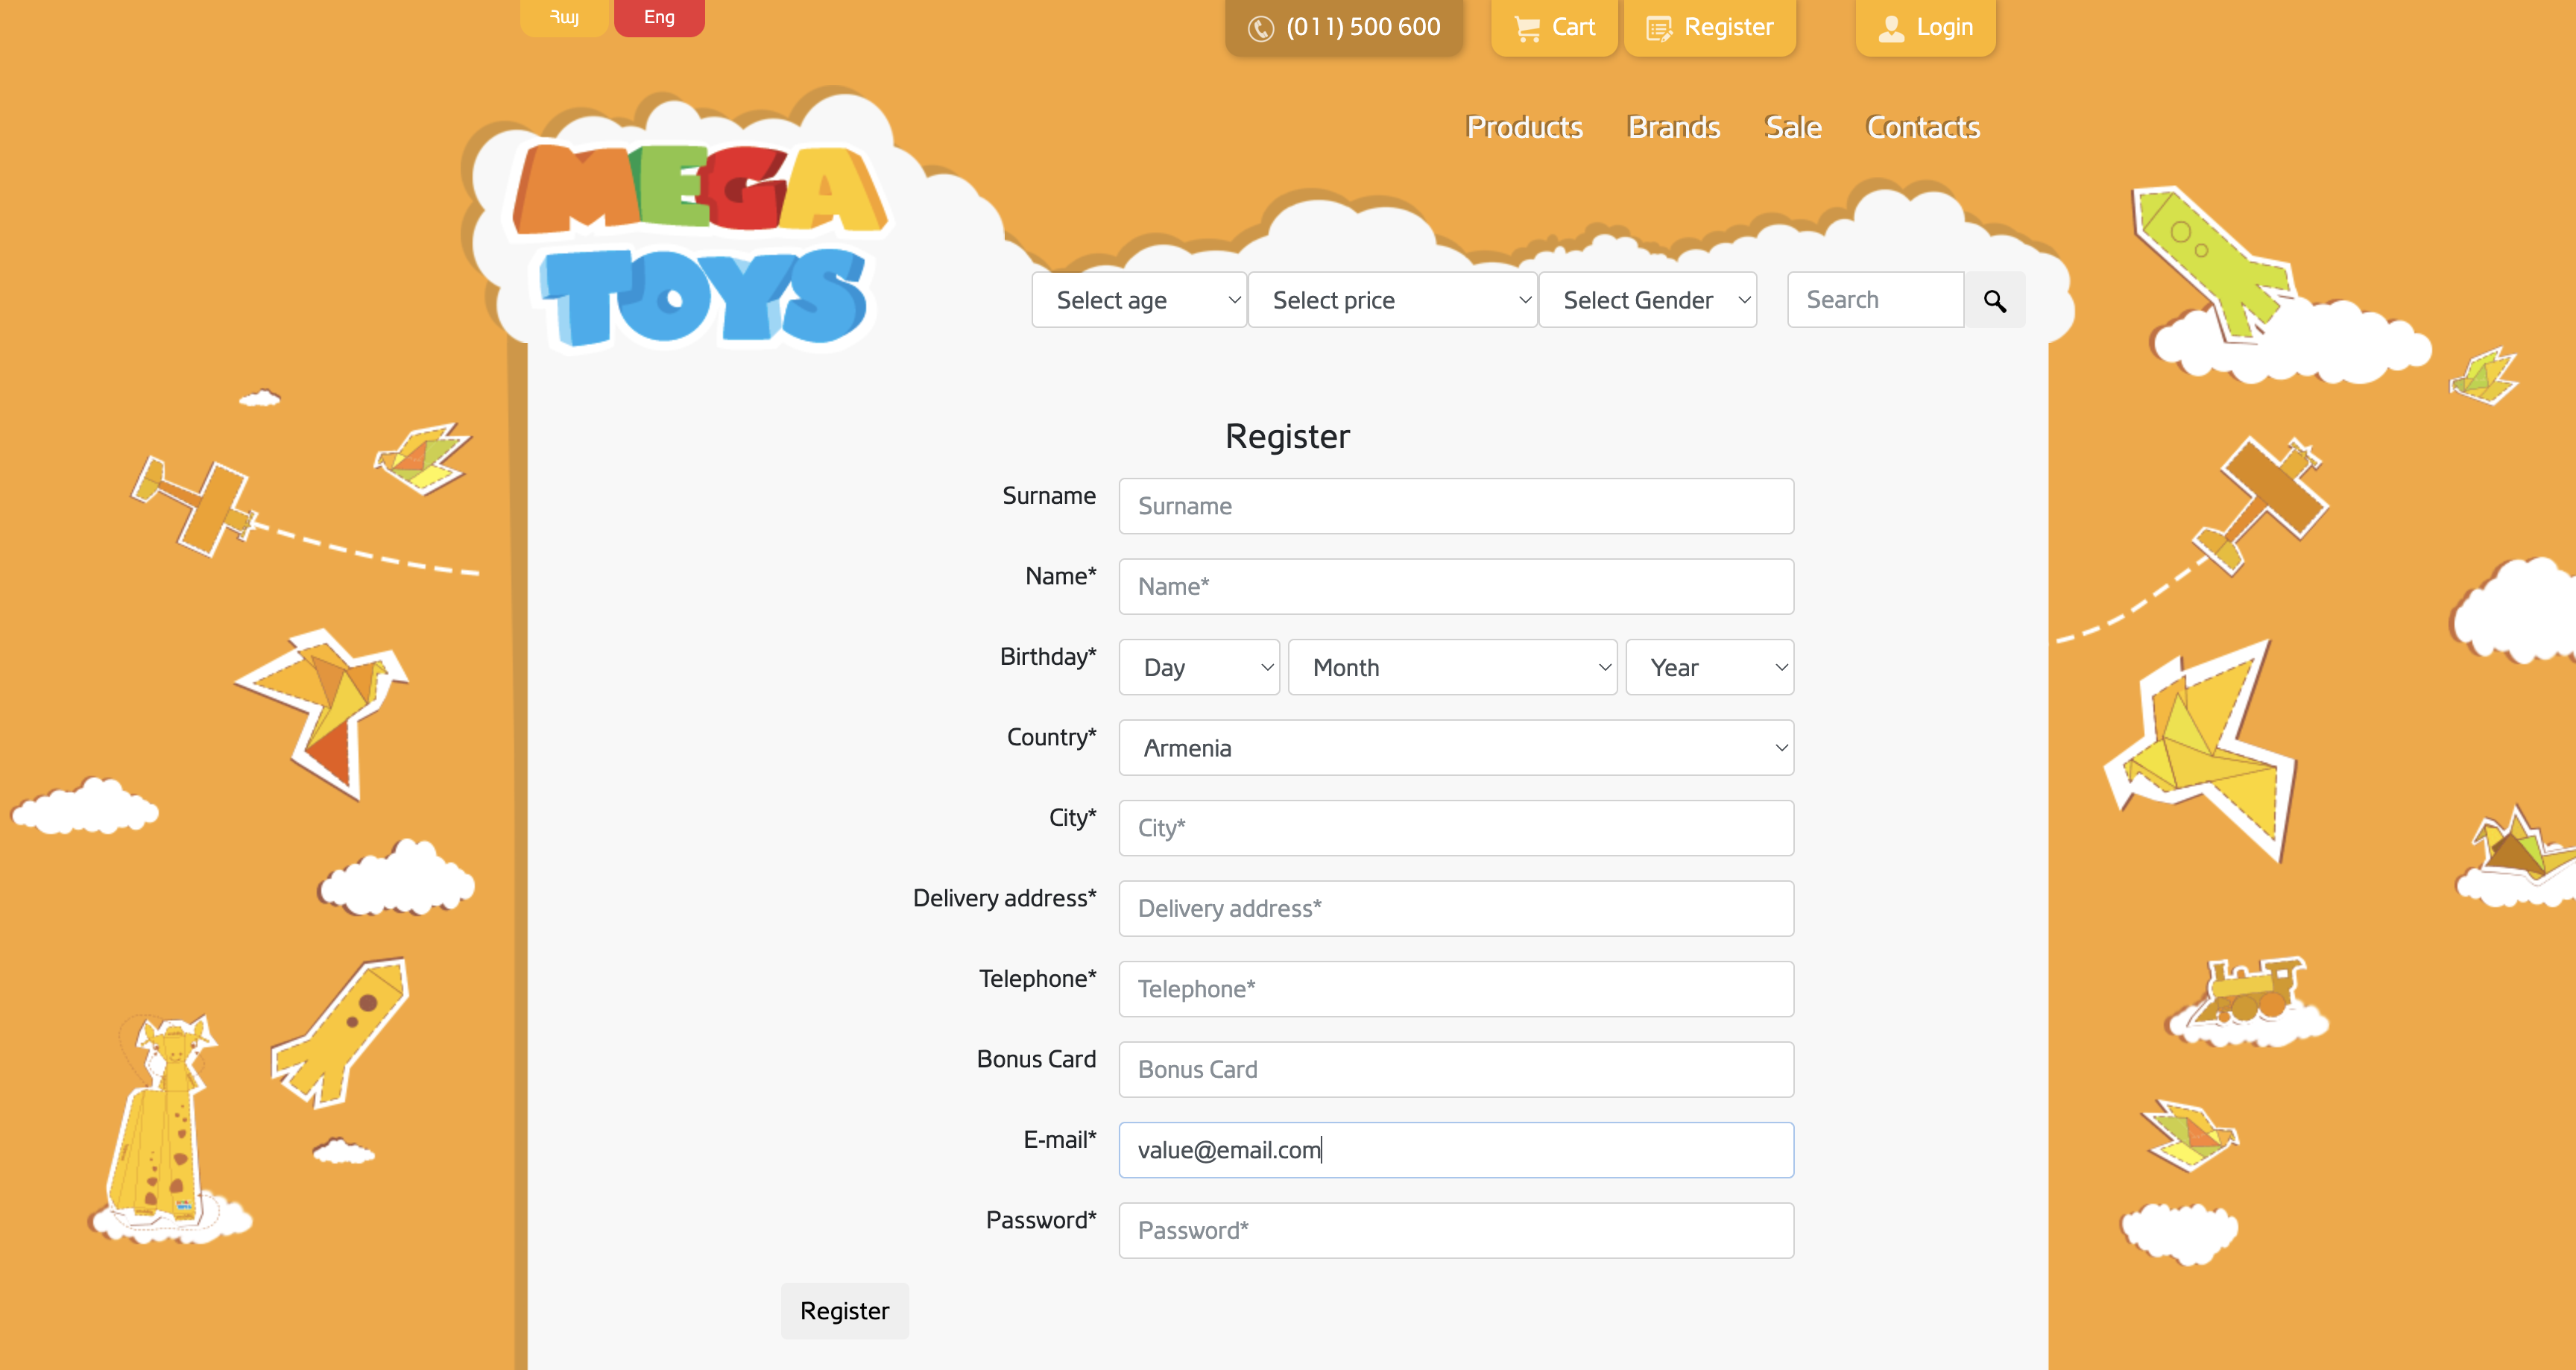 Հայ
Eng
(011) 500 600
Cart
Register
Login
Products
Brands
Sale
Contacts
MEGA
TOYS
Select age
Select price
Select Gender
Search
Register
Surname
Surname
Name*
Name*
Birthday*
Day
Month
Year
Country*
Armenia
City*
City*
Delivery address*
Delivery address*
Telephone*
Telephone*
Bonus Card
Bonus Card
E-mail*
value@email.com
Password*
Password*
Register